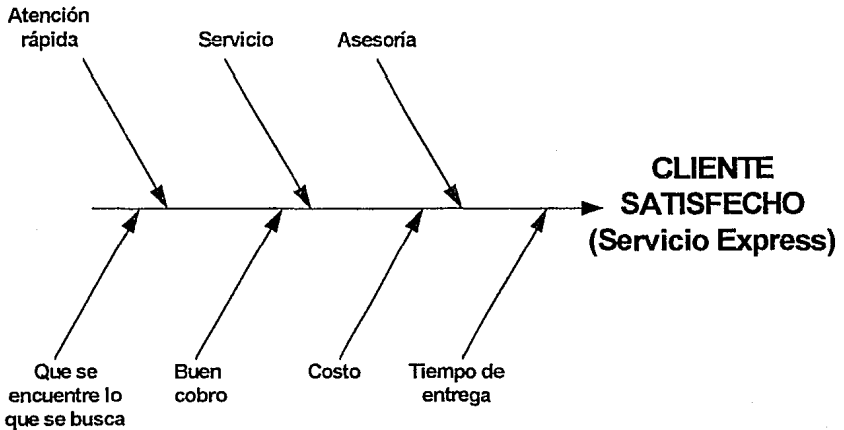 Atención
rápida
Servicio
Asesoría
CLIENTE
SATISFECHO
(Servicio Express)
Que se
encuentre lo
que se busca
Buen
cobro
Costo
Tiempo de
entrega